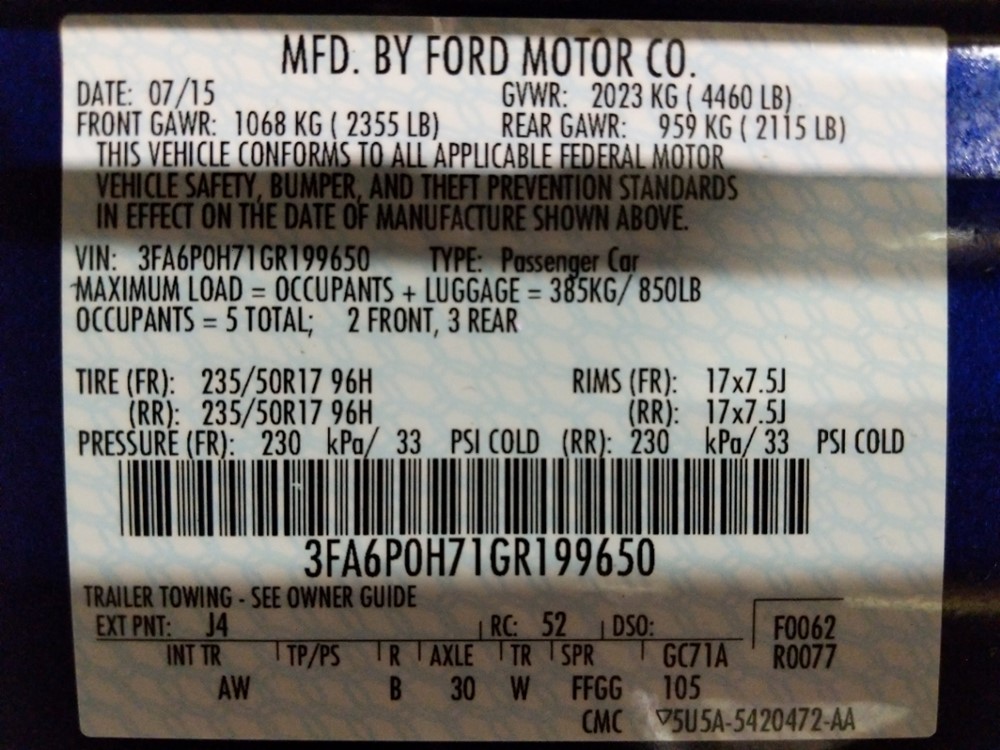 MFD. BY FORD MOTOR CO.
DATE: 07/15 GVWR: 2023 KG ( 4460 LB)
FRONT GAWR: 1068 KG ( 2355 LB) REAR GAWR: 959 KG ( 2115 LB)
THIS VEHICLE CONFORMS TO ALL APPLICABLE FEDERAL MOTOR
VEHICLE SAFETY, BUMPER, AND THEFT PREVENTION STANDARDS
IN EFFECT ON THE DATE OF MANUFACTURE SHOWN ABOVE.
VIN: 3FA6P0H71GR199650 TYPE: Passenger Car
MAXIMUM LOAD = OCCUPANTS + LUGGAGE = 385KG/ 850LB
OCCUPANTS = 5 TOTAL; 2 FRONT, 3 REAR
TIRE (FR): 235/50R17 96H RIMS (FR): 17x7.5J
(RR): 235/50R17 96H (RR): 17x7.5J
PRESSURE (FR): 230 kPa/ 33 PSI COLD (RR): 230 kPa/ 33 PSI COLD
3FA6P0H71GR199650
TRAILER TOWING - SEE OWNER GUIDE
EXT PNT: J4 RC: 52 DSO: F0062
INT TR TP/PS R AXLE TR SPR GC71A R0077
AW B 30 W FFGG 105
CMC ▽5U5A-5420472-AA